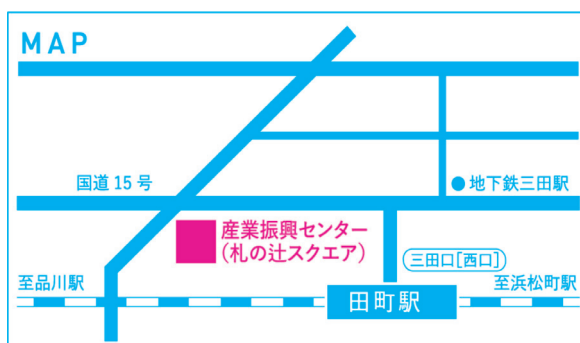 MAP
国道15号
地下鉄三田駅
産業振興センター
(札の辻スクエア)
三田口[西口]
至品川駅
田町駅
至浜松町駅